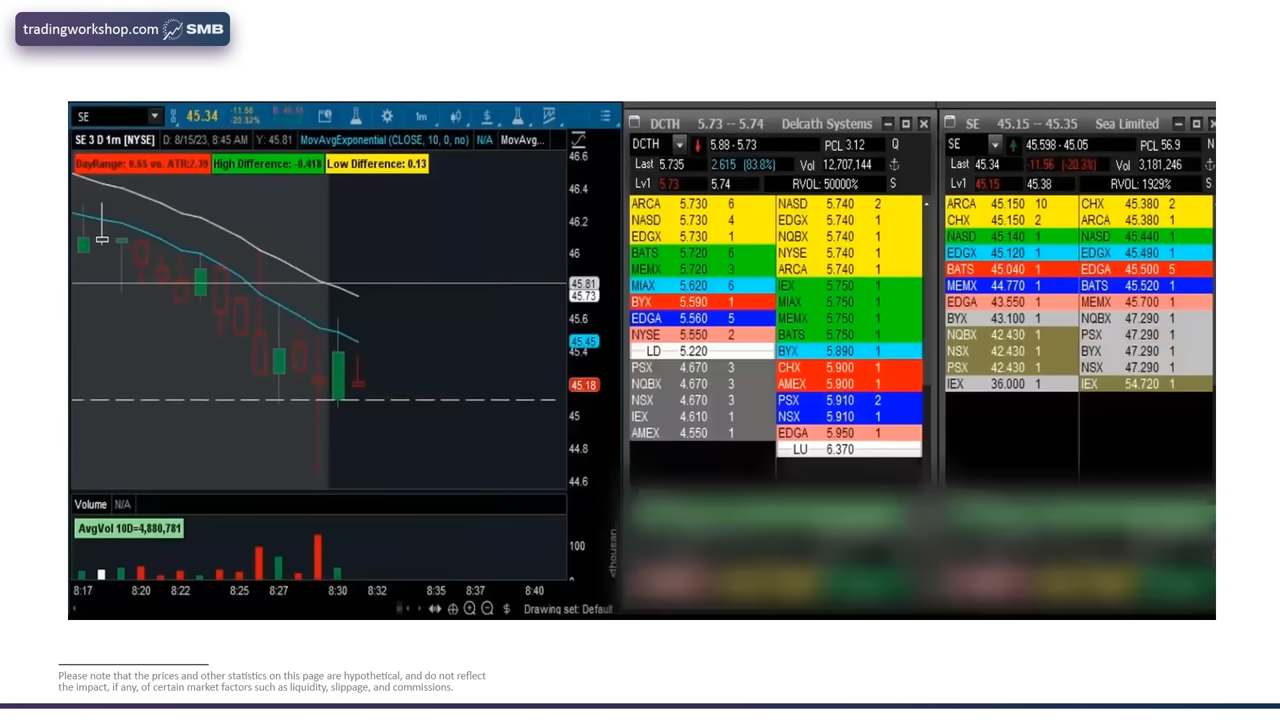 tradingworkshop.com SMB
SE 45.34 -11.56 -20.32%
1m
SE 3 D 1m [NYSE] D: 8/15/23, 8:45 AM Y: 45.81 MovAvgExponential (CLOSE, 10, 0, no) N/A MovAvg...
DayRange: 0.65 vs. ATR:2.39 High Difference: -0.418 Low Difference: 0.13
46.6
46.4
46.2
46
45.81
45.73
45.6
45.45
45.4
45.18
45
44.8
44.6
Volume N/A
AvgVol 10D=4,880,781
100
<thousan...
8:17 8:20 8:22 8:25 8:27 8:30 8:32 8:35 8:37 8:40
$ Drawing set: Default
DCTH 5.73 -- 5.74 Delcath Systems
DCTH 5.88 - 5.73 PCL 3.12 Q
Last 5.735 2.615 (83.8%) Vol 12,707,144
Lv1 5.73 5.74 RVOL: 50000% S
ARCA 5.730 6 NASD 5.740 2
NASD 5.730 4 EDGX 5.740 1
EDGX 5.730 1 NQBX 5.740 1
BATS 5.720 6 NYSE 5.740 1
MEMX 5.720 3 ARCA 5.740 1
MIAX 5.620 6 IEX 5.750 1
BYX 5.590 1 MIAX 5.750 1
EDGA 5.560 5 MEMX 5.750 1
NYSE 5.550 2 BATS 5.750 1
LD 5.220 BYX 5.890 1
PSX 4.670 3 CHX 5.900 1
NQBX 4.670 3 AMEX 5.900 1
NSX 4.670 3 PSX 5.910 2
IEX 4.610 1 NSX 5.910 1
AMEX 4.550 1 EDGA 5.950 1
LU 6.370
SE 45.15 -- 45.35 Sea Limited
SE 45.598 - 45.05 PCL 56.9 N
Last 45.34 -11.56 (-20.3%) Vol 3,181,246
Lv1 45.15 45.38 RVOL: 1929% S
ARCA 45.150 10 CHX 45.380 2
CHX 45.150 2 ARCA 45.380 1
NASD 45.140 1 NASD 45.440 1
EDGX 45.120 1 EDGX 45.490 1
BATS 45.040 1 EDGA 45.500 5
MEMX 44.770 1 BATS 45.520 1
EDGA 43.550 1 MEMX 45.700 1
BYX 43.100 1 NQBX 47.290 1
NQBX 42.430 1 PSX 47.290 1
NSX 42.430 1 BYX 47.290 1
PSX 42.430 1 NSX 47.290 1
IEX 36.000 1 IEX 54.720 1
Please note that the prices and other statistics on this page are hypothetical, and do not reflect
the impact, if any, of certain market factors such as liquidity, slippage, and commissions.